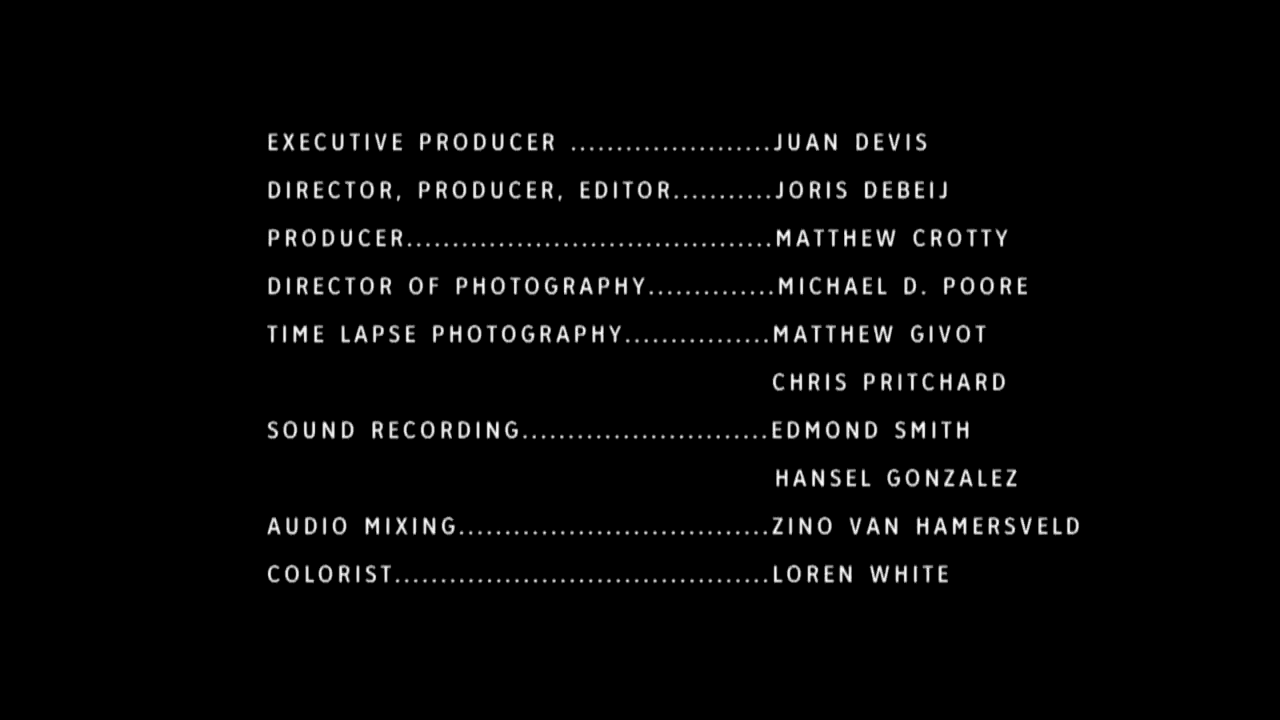 EXECUTIVE PRODUCER ......................JUAN DEVIS
DIRECTOR, PRODUCER, EDITOR...........JORIS DEBEIJ
PRODUCER........................................MATTHEW CROTTY
DIRECTOR OF PHOTOGRAPHY..............MICHAEL D. POORE
TIME LAPSE PHOTOGRAPHY................MATTHEW GIVOT
CHRIS PRITCHARD
SOUND RECORDING...........................EDMOND SMITH
HANSEL GONZALEZ
AUDIO MIXING..................................ZINO VAN HAMERSVELD
COLORIST.........................................LOREN WHITE